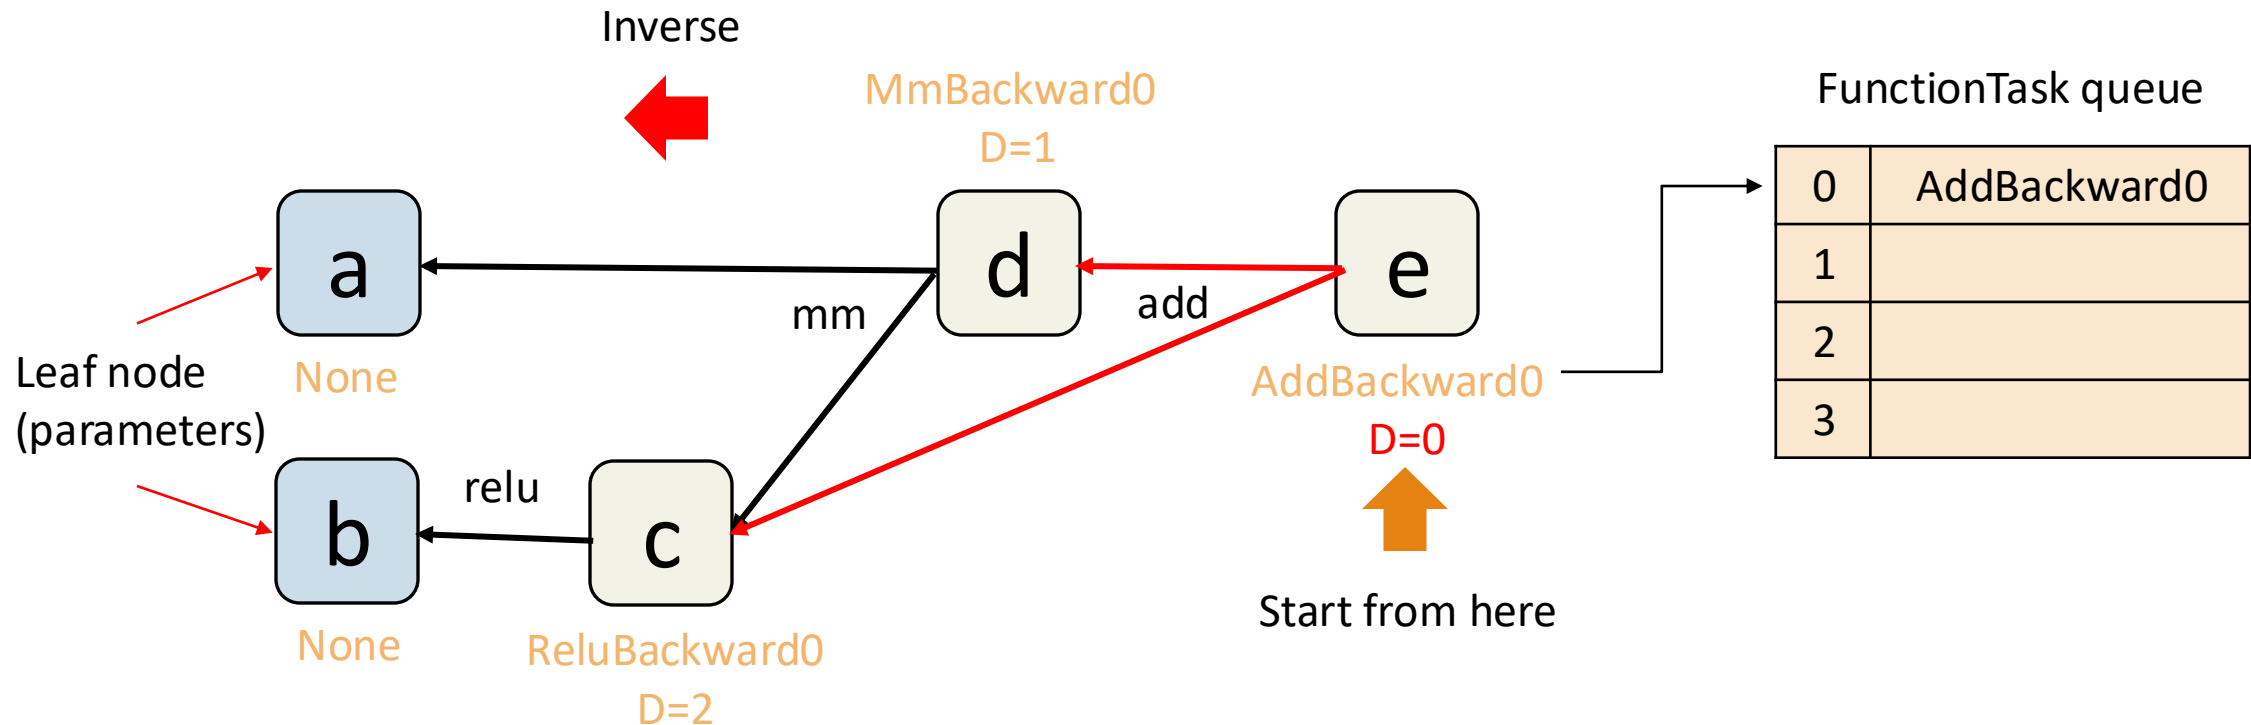 Inverse
MmBackward0
D=1
FunctionTask queue
0 AddBackward0
1
2
3
a
d
e
mm
add
None
Leaf node
(parameters)
AddBackward0
D=0
relu
b
c
Start from here
None
ReluBackward0
D=2